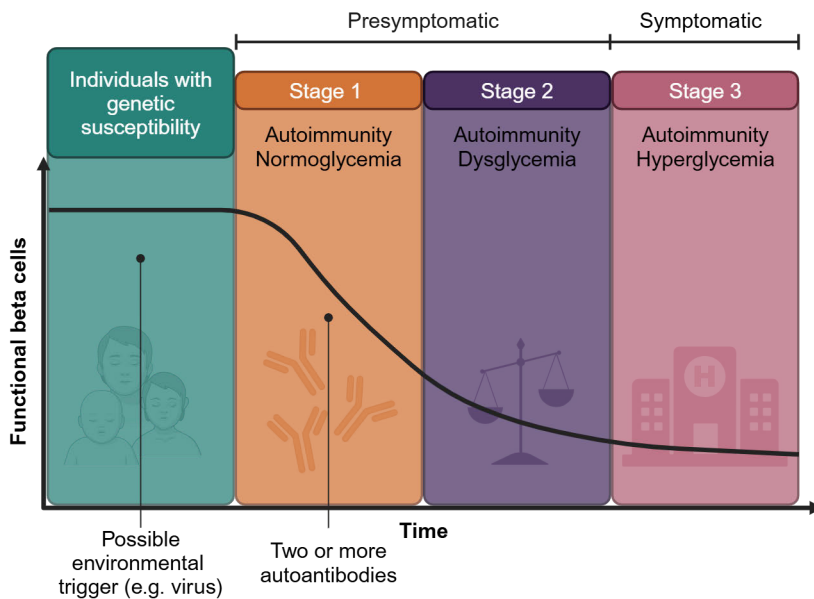 Presymptomatic
Symptomatic
Individuals with
genetic
susceptibility
Stage 1
Stage 2
Stage 3
Autoimmunity
Normoglycemia
Autoimmunity
Dysglycemia
Autoimmunity
Hyperglycemia
Functional beta cells
H
Time
Possible
environmental
trigger (e.g. virus)
Two or more
autoantibodies